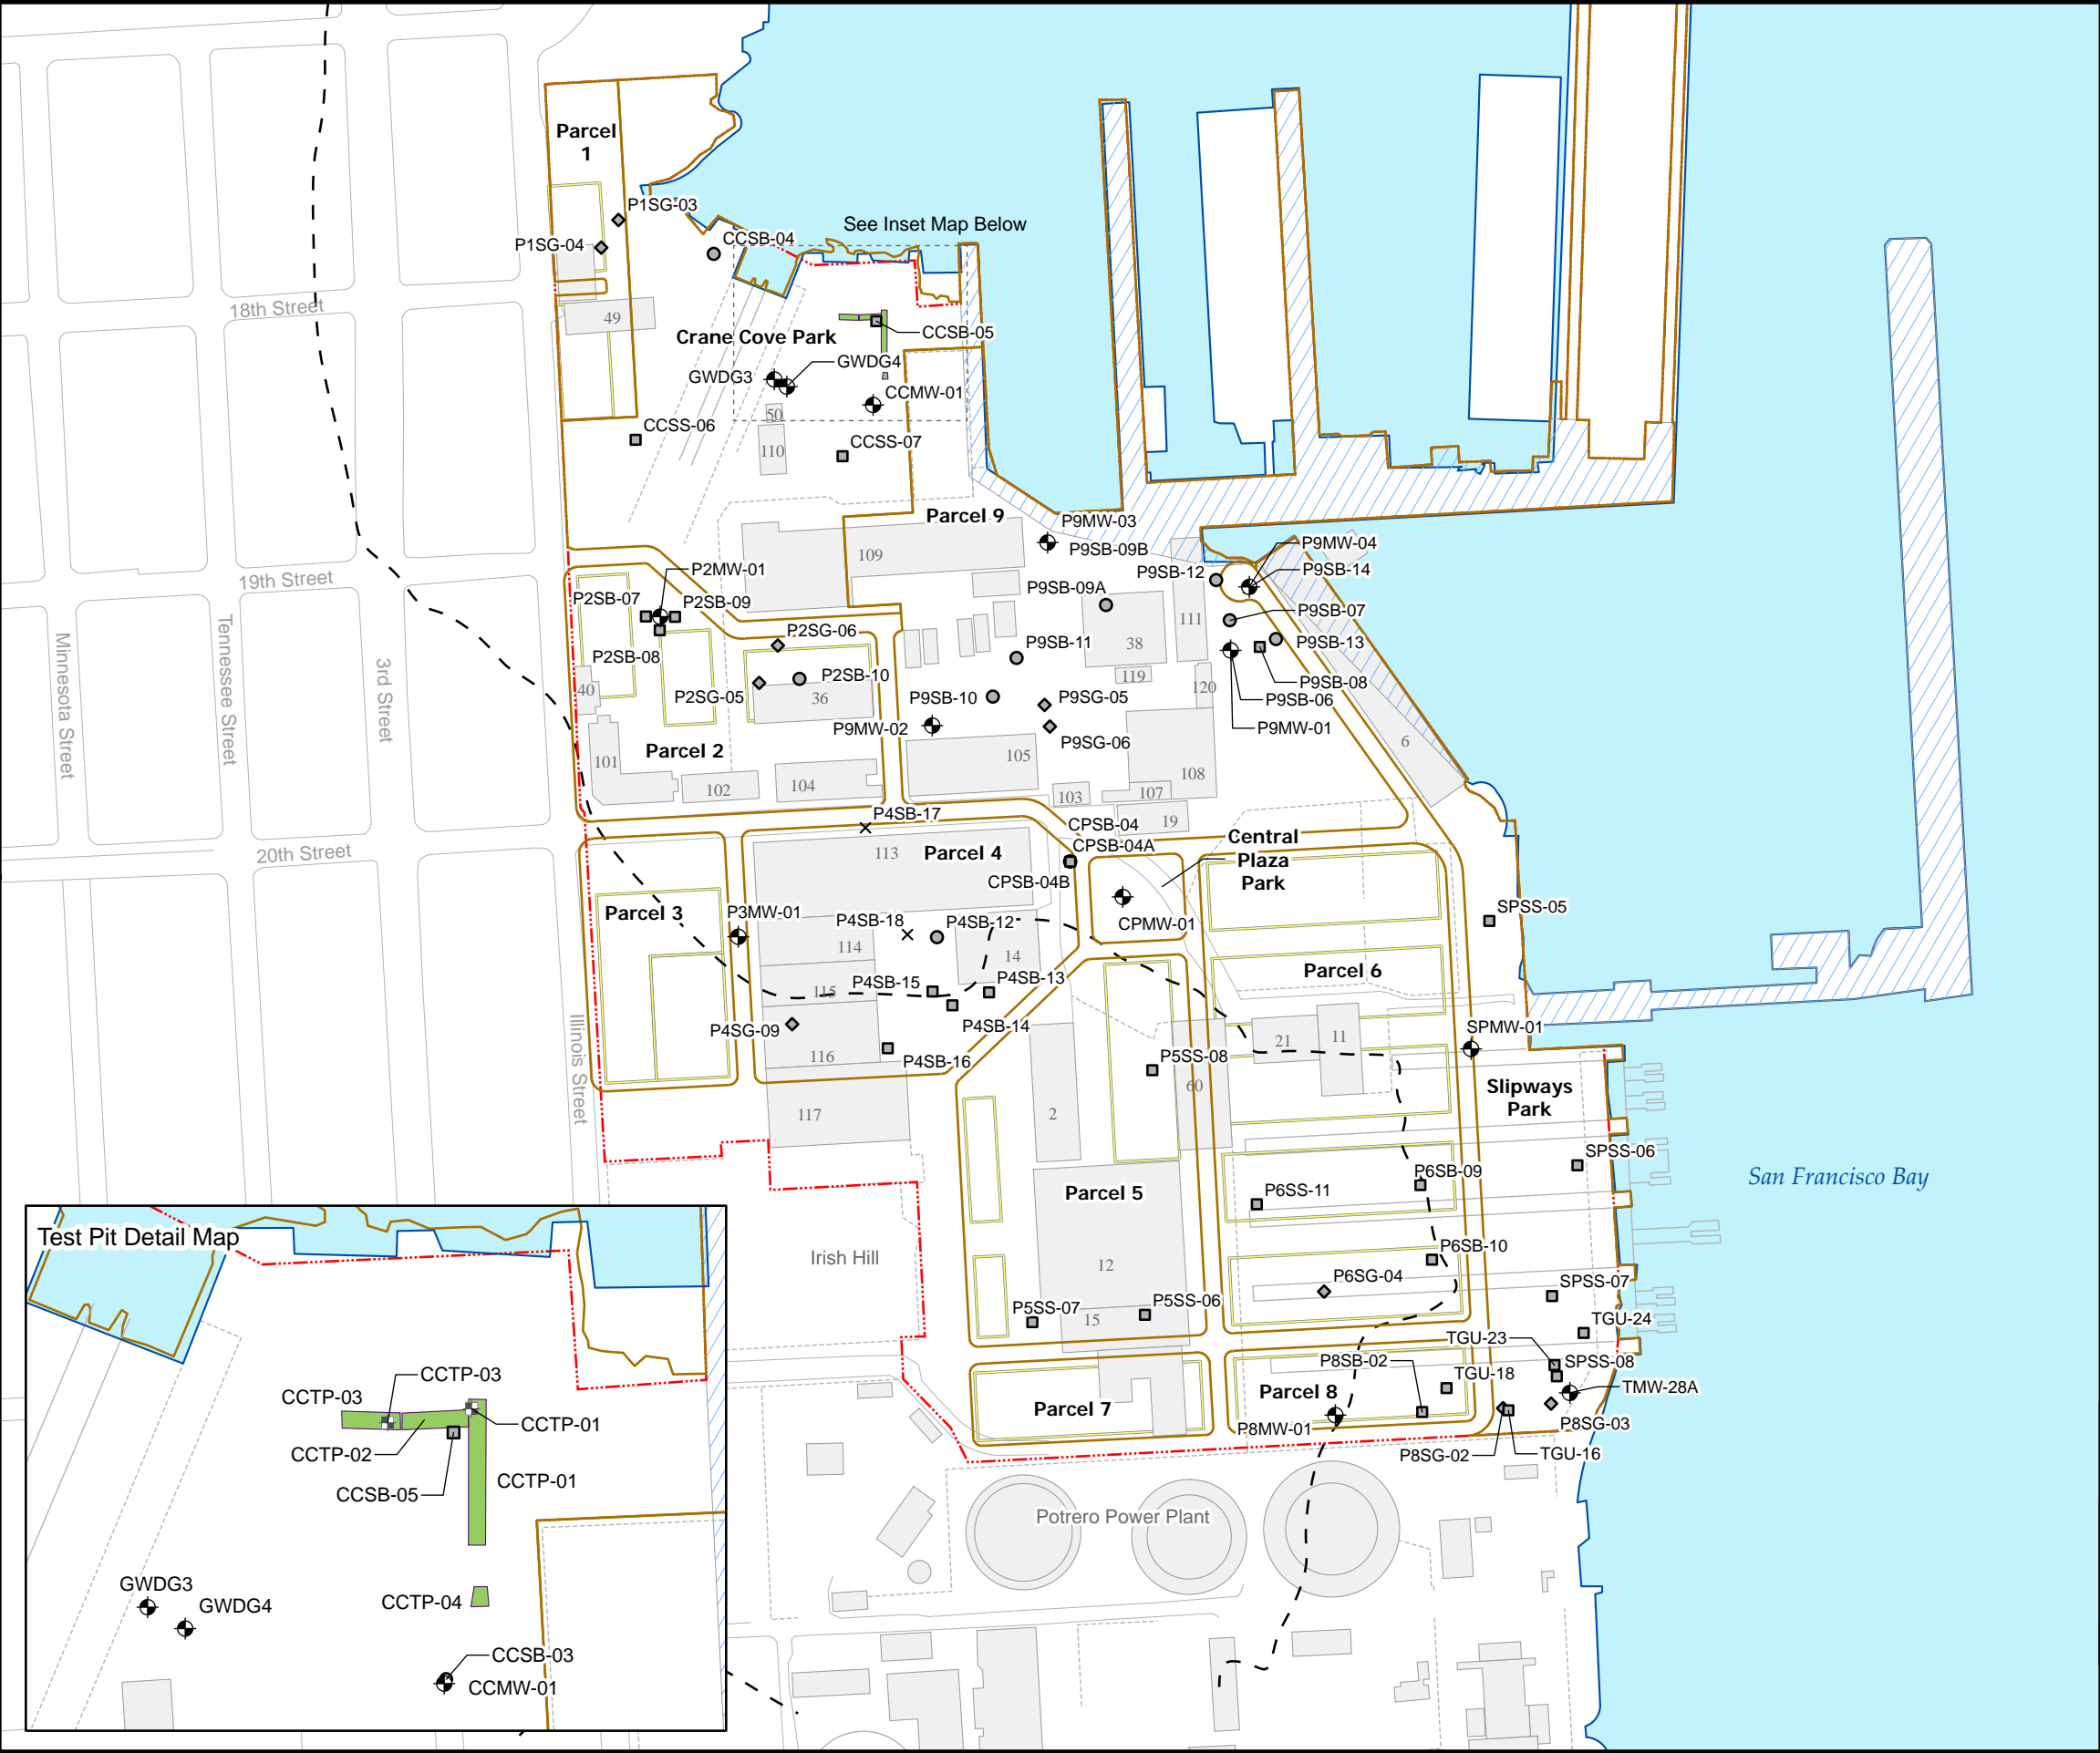 Parcel
1
P1SG-03
P1SG-04
CCSB-04
See Inset Map Below
18th Street
49
Crane Cove Park
CCSB-05
GWDG4
GWDG3
CCMW-01
50
CCSS-06
CCSS-07
110
Parcel 9
P9MW-03
109
P9SB-09B
P9MW-04
P9SB-14
P9SB-12
19th Street
P2MW-01
P2SB-07
P2SB-09
P9SB-09A
P9SB-07
111
P2SG-06
P9SB-11
38
P9SB-13
P2SB-08
P2SG-05
P2SB-10
119
P9SB-08
40
36
P9SB-10
P9SG-05
120
P9SB-06
P9MW-02
P9MW-01
P9SG-06
Minnesota Street
Tennessee Street
3rd Street
Parcel 2
101
105
6
102
104
108
103
107
P4SB-17
CPSB-04
19
Central
Plaza
Park
CPSB-04A
20th Street
113
Parcel 4
CPSB-04B
Parcel 3
P3MW-01
P4SB-18
P4SB-12
CPMW-01
SPSS-05
114
14
Parcel 6
115
P4SB-15
P4SB-13
P4SG-09
P4SB-14
116
P4SB-16
SPMW-01
21
11
P5SS-08
60
Illinois Street
117
2
Slipways
Park
SPSS-06
San Francisco Bay
P6SB-09
P6SS-11
Parcel 5
Irish Hill
12
P6SB-10
P6SG-04
SPSS-07
P5SS-07
P5SS-06
15
TGU-24
TGU-23
P8SB-02
SPSS-08
TGU-18
TMW-28A
Parcel 8
Parcel 7
P8MW-01
P8SG-03
P8SG-02
TGU-16
Potrero Power Plant
Test Pit Detail Map
CCTP-03
CCTP-03
CCTP-01
CCTP-02
CCTP-01
CCSB-05
GWDG3
GWDG4
CCTP-04
CCSB-03
CCMW-01